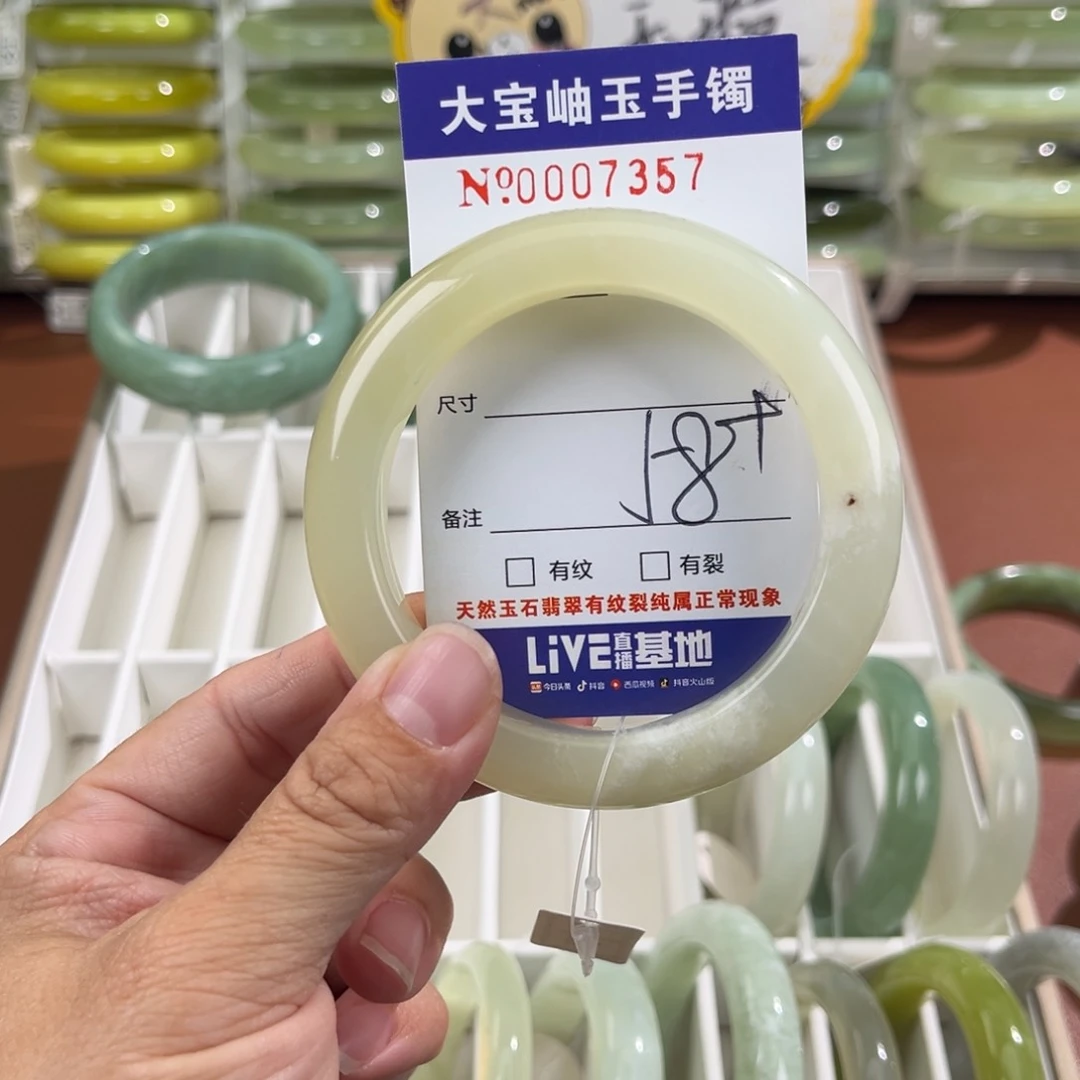 大宝岫玉手镯
№0007357
尺寸
备注
有纹 有裂
天然玉石翡翠有纹裂纯属正常现象
LiVE直播基地
今日头条 抖音 西瓜视频 抖音火山版